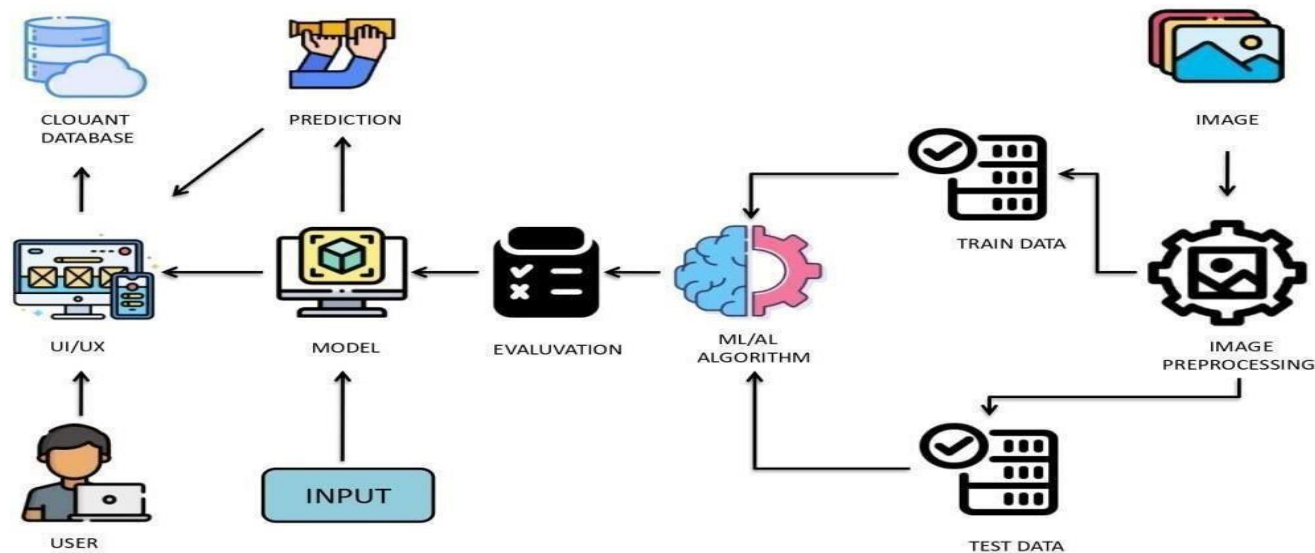 CLOUANT
DATABASE
PREDICTION
IMAGE
TRAIN DATA
UI/UX
MODEL
EVALUVATION
ML/AL
ALGORITHM
IMAGE
PREPROCESSING
INPUT
USER
TEST DATA